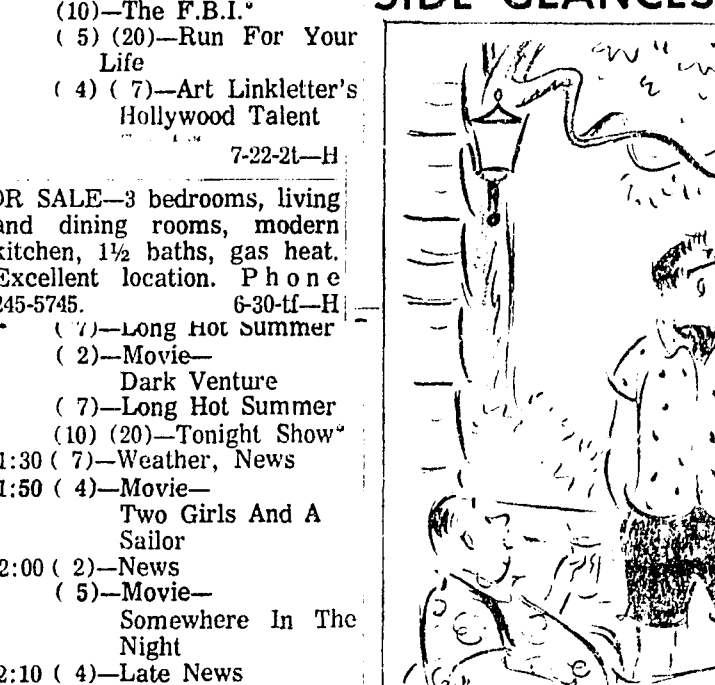 (10)—The F.B.I.*
( 5) (20)—Run For Your
Life
( 4) ( 7)—Art Linkletter's
Hollywood Talent
7-22-2t—H
OR SALE—3 bedrooms, living
and dining rooms, modern
kitchen, 1½ baths, gas heat.
Excellent location. Phone
245-5745. 6-30-tf—H
( 7)—Long Hot Summer
( 2)—Movie—
Dark Venture
( 7)—Long Hot Summer
(10) (20)—Tonight Show*
1:30 ( 7)—Weather, News
1:50 ( 4)—Movie—
Two Girls And A
Sailor
2:00 ( 2)—News
( 5)—Movie—
Somewhere In The
Night
2:10 ( 4)—Late News
SIDE GLANCES